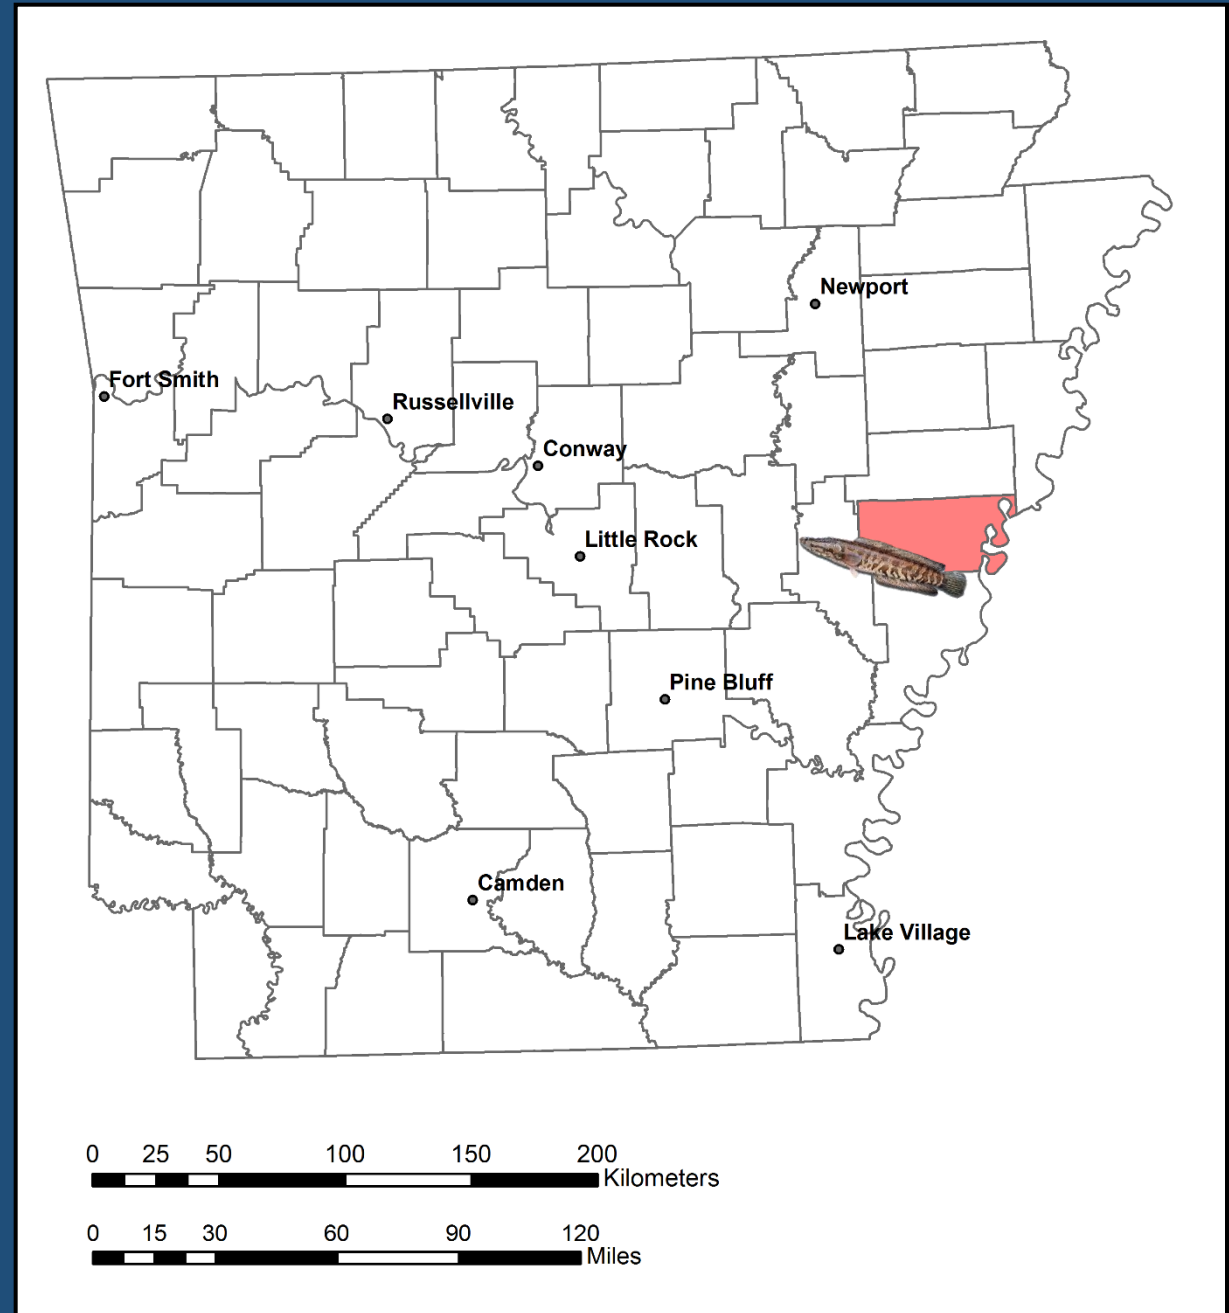 Newport
Fort Smith
Russellville
Conway
Little Rock
Pine Bluff
Camden
Lake Village
0 25 50 100 150 200
Kilometers
0 15 30 60 90 120
Miles